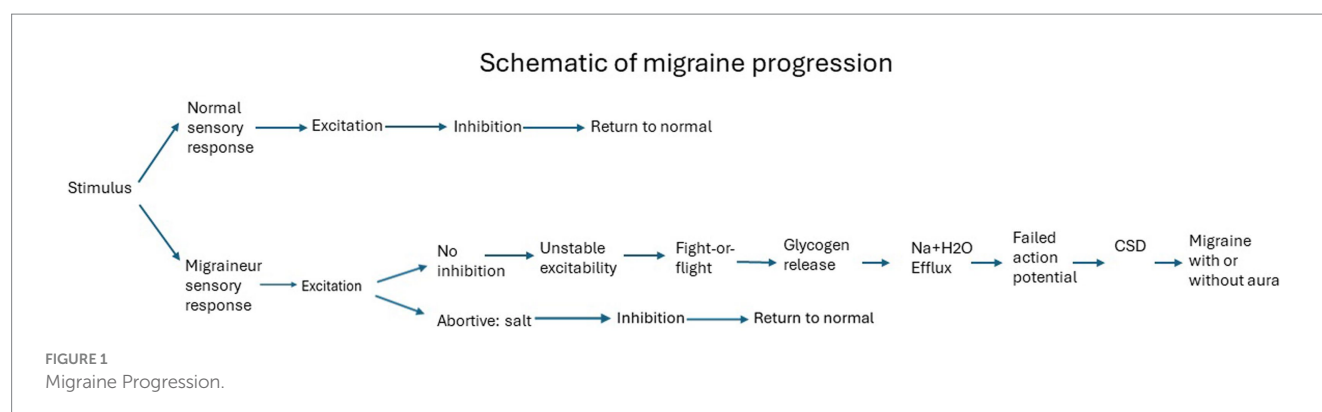 Schematic of migraine progression
Normal
sensory
response
Excitation
Inhibition
Return to normal
Stimulus
Migraineur
sensory
response
Excitation
No
inhibition
Unstable
excitability
Fight-or-
flight
Glycogen
release
Na+H2O
Efflux
Failed
action
potential
CSD
Migraine
with or
without aura
Abortive: salt
Inhibition
Return to normal
FIGURE 1
Migraine Progression.